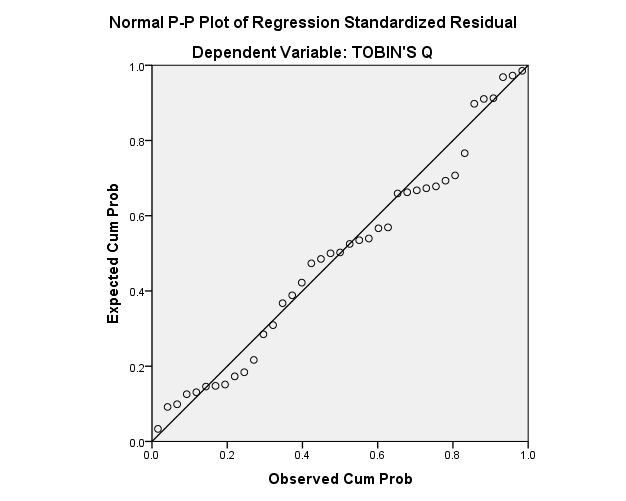 Normal P-P Plot of Regression Standardized Residual
Dependent Variable: TOBIN'S Q
1.0
0.8
0.6
0.4
0.2
0.0
Expected Cum Prob
0.0 0.2 0.4 0.6 0.8 1.0
Observed Cum Prob